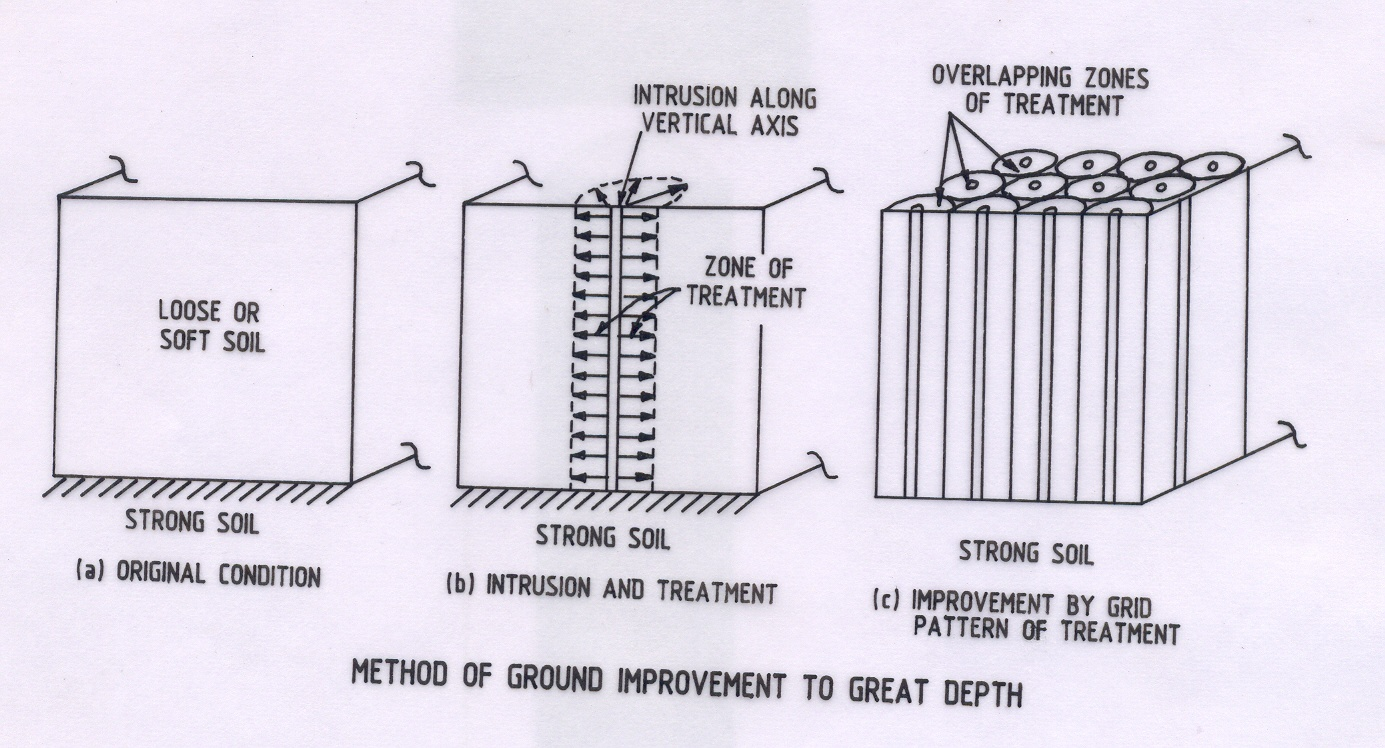 OVERLAPPING ZONES
OF TREATMENT
INTRUSION ALONG
VERTICAL AXIS
LOOSE OR
SOFT SOIL
ZONE OF
TREATMENT
STRONG SOIL
(a) ORIGINAL CONDITION
STRONG SOIL
(b) INTRUSION AND TREATMENT
STRONG SOIL
(c) IMPROVEMENT BY GRID
PATTERN OF TREATMENT
METHOD OF GROUND IMPROVEMENT TO GREAT DEPTH